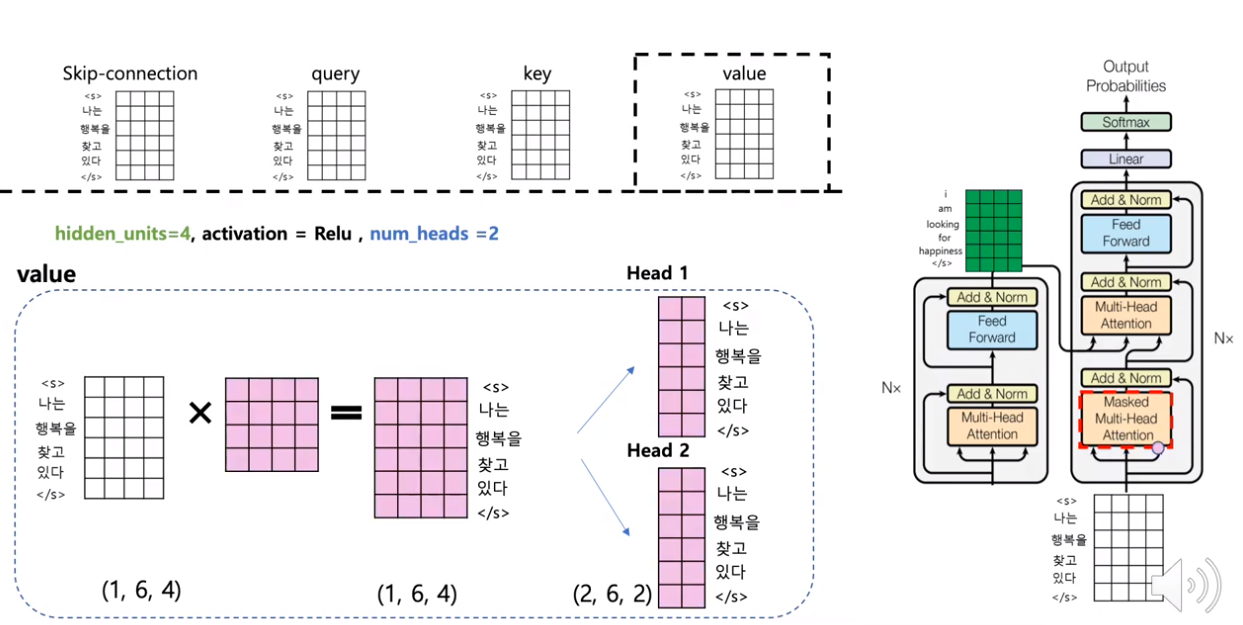 Skip-connection
<s>
나는
행복을
찾고
있다
</s>
query
<s>
나는
행복을
찾고
있다
</s>
key
<s>
나는
행복을
찾고
있다
</s>
value
<s>
나는
행복을
찾고
있다
</s>
hidden_units=4, activation = Relu , num_heads =2
value
<s>
나는
행복을
찾고
있다
</s>
×
=
<s>
나는
행복을
찾고
있다
</s>
Head 1
<s>
나는
행복을
찾고
있다
</s>
Head 2
<s>
나는
행복을
찾고
있다
</s>
(1, 6, 4)
(1, 6, 4)
(2, 6, 2)
i
am
looking
for
happiness
</s>
Add & Norm
Feed
Forward
Nx
Add & Norm
Multi-Head
Attention
Output
Probabilities
Softmax
Linear
Add & Norm
Feed
Forward
Add & Norm
Multi-Head
Attention
Nx
Add & Norm
Masked
Multi-Head
Attention
<s>
나는
행복을
찾고
있다
</s>